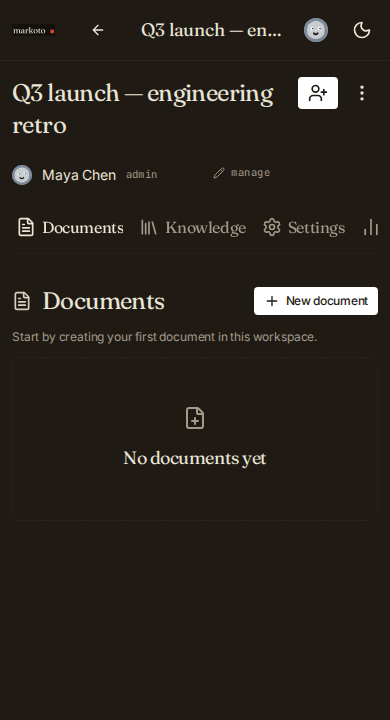 markoto
Q3 launch — en...
Q3 launch — engineering
retro
Maya Chen admin manage
Documents Knowledge Settings
Documents
New document
Start by creating your first document in this workspace.
No documents yet